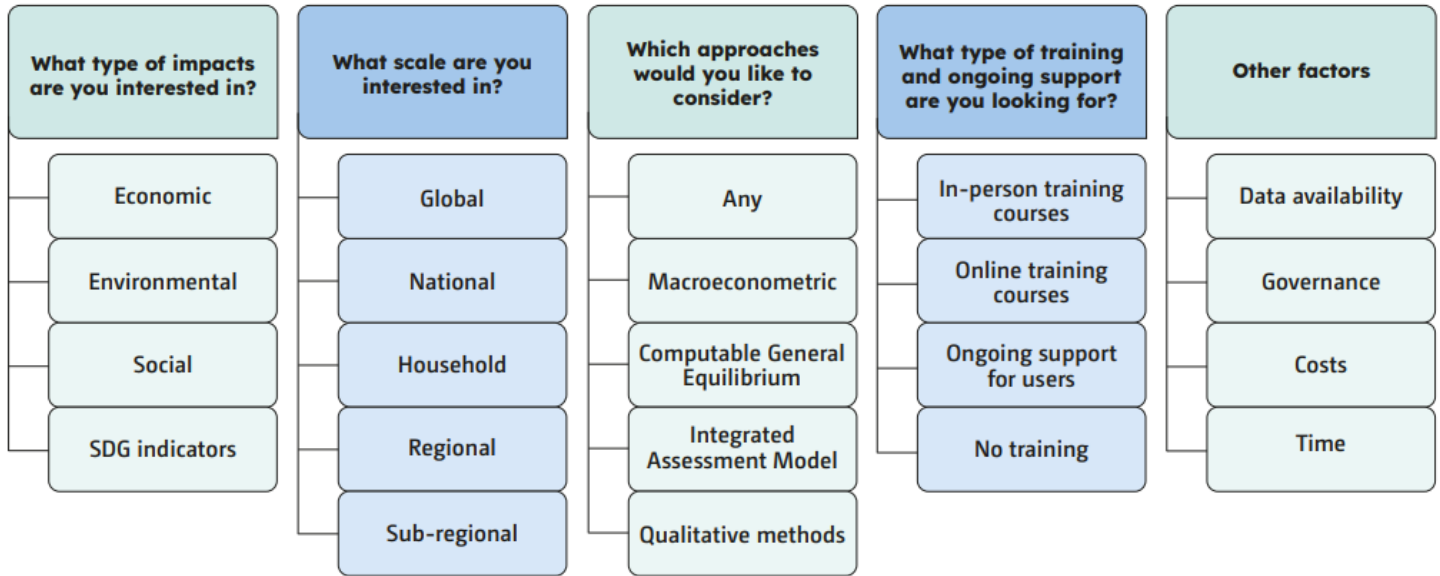 What type of impacts
are you interested in?
Economic
Environmental
Social
SDG indicators
What scale are you
interested in?
Global
National
Household
Regional
Sub-regional
Which approaches
would you like to
consider?
Any
Macroeconometric
Computable General
Equilibrium
Integrated
Assessment Model
Qualitative methods
What type of training
and ongoing support
are you looking for?
In-person training
courses
Online training
courses
Ongoing support
for users
No training
Other factors
Data availability
Governance
Costs
Time